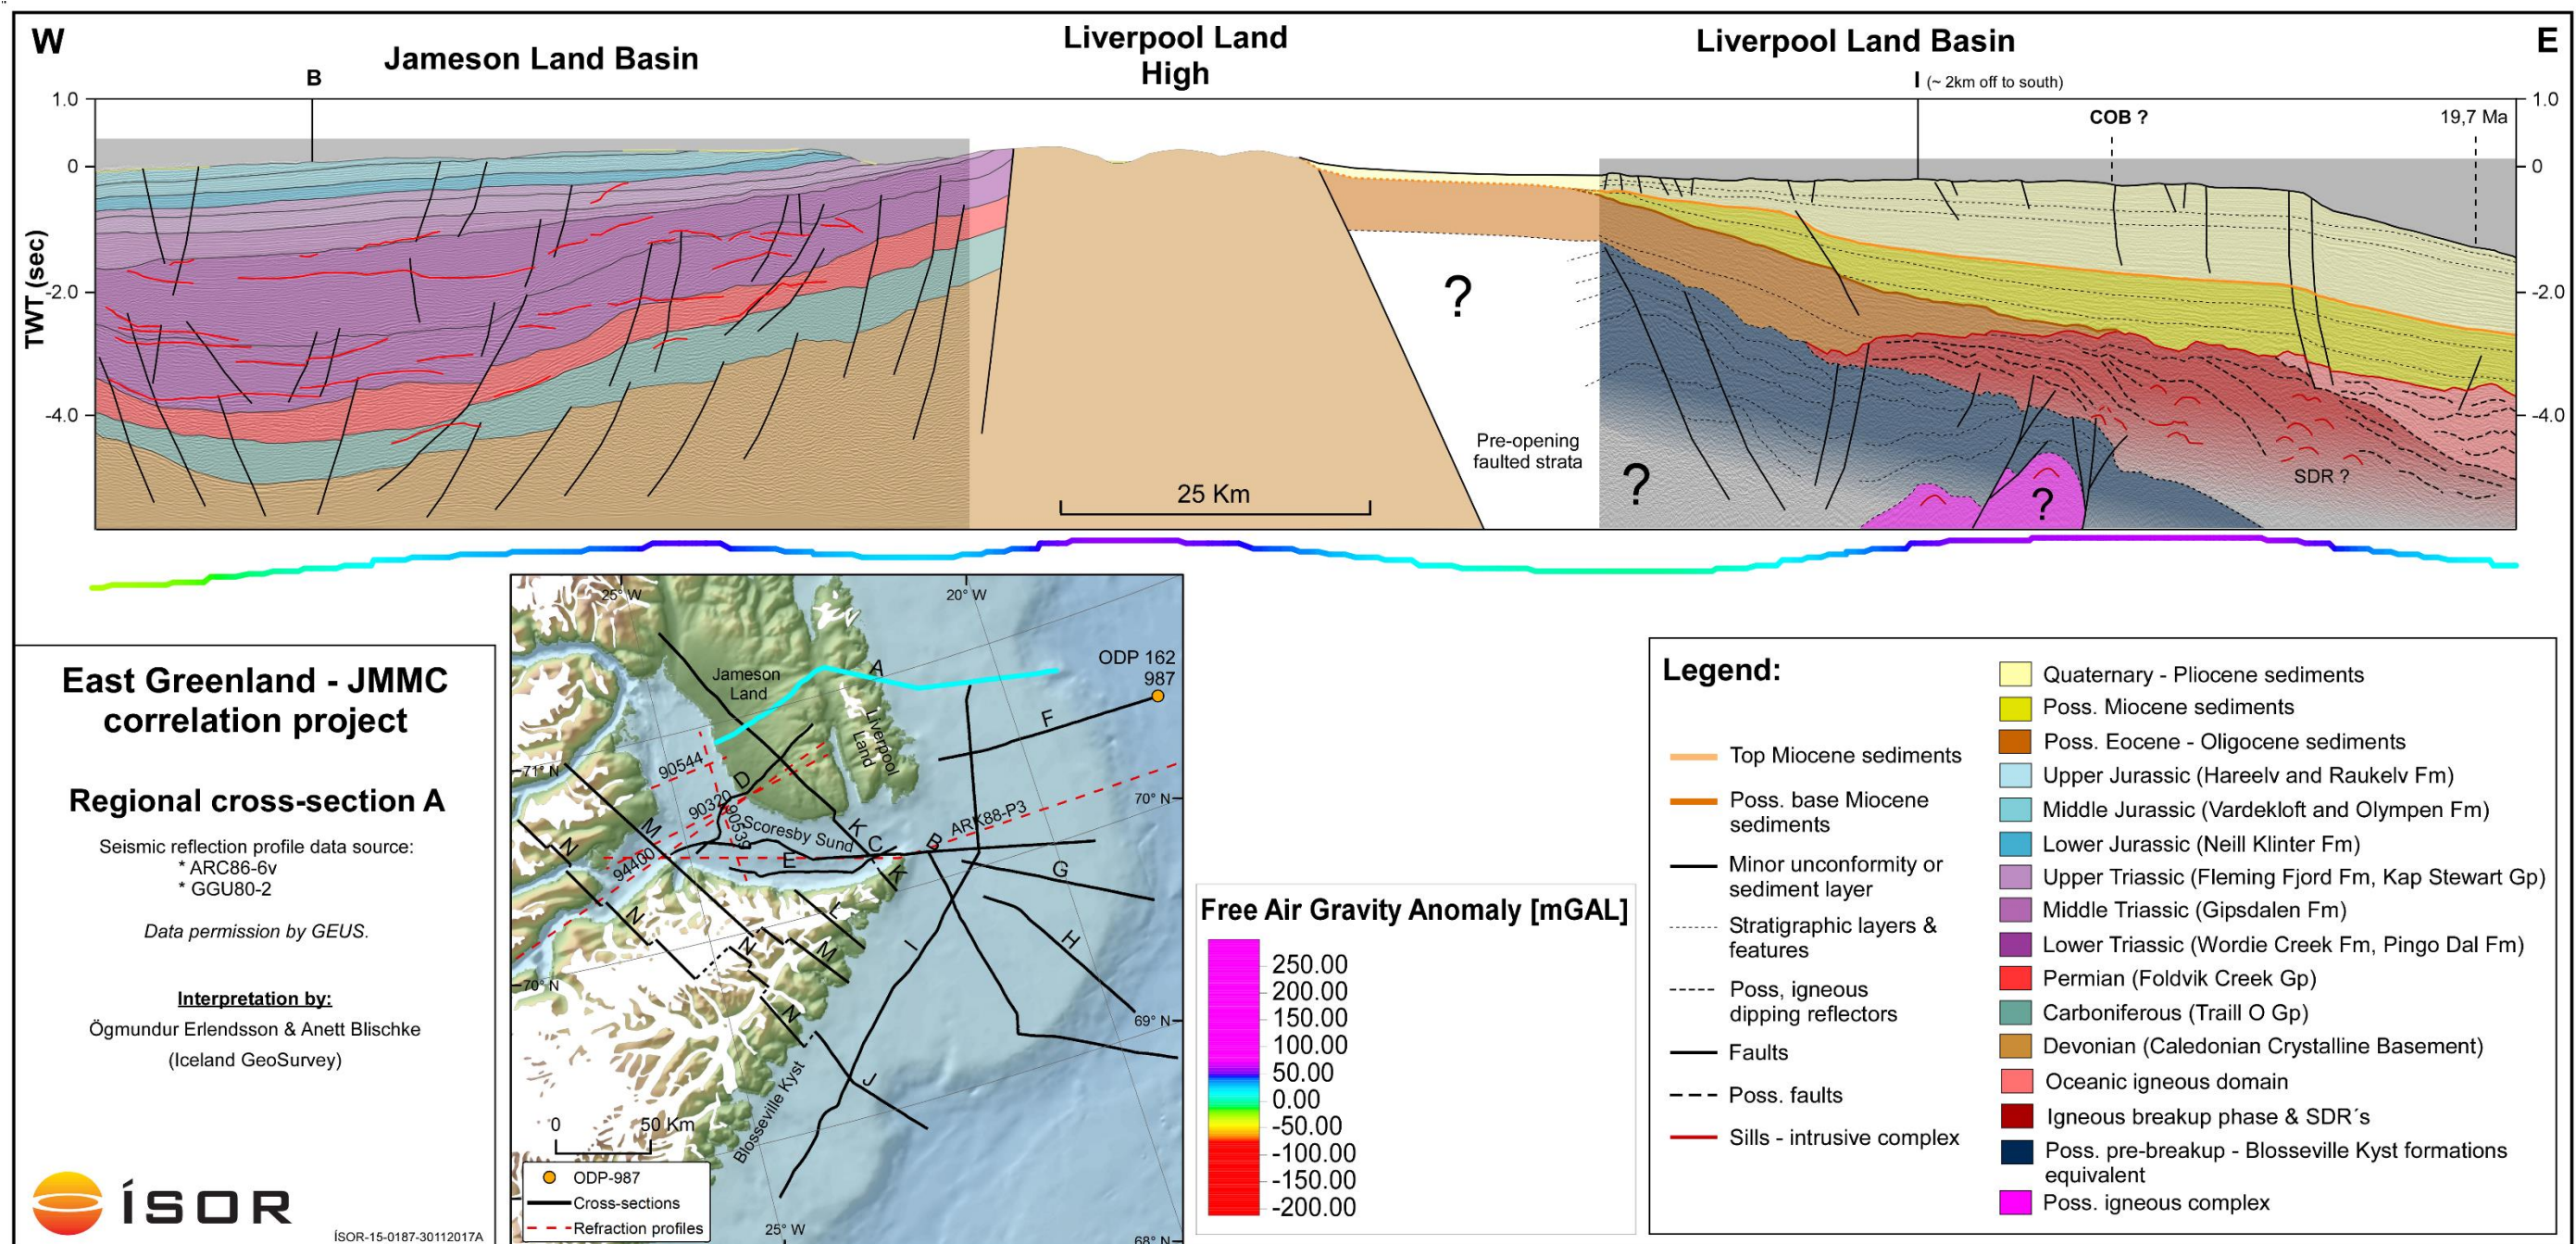 W
Jameson Land Basin
Liverpool Land
High
Liverpool Land Basin
E
B
I (~ 2km off to south)
COB ?
19,7 Ma
1.0
0
-2.0
-4.0
TWT (sec)
1.0
0
-2.0
-4.0
?
Pre-opening
faulted strata
?
?
SDR ?
25 Km
East Greenland - JMMC
correlation project
Regional cross-section A
Seismic reflection profile data source:
* ARC86-6v
* GGU80-2
Data permission by GEUS.
Interpretation by:
Ögmundur Erlendsson & Anett Blischke
(Iceland GeoSurvey)
ÍSOR
ÍSOR-15-0187-30112017A
25° W
20° W
ODP 162
987
Jameson
Land
A
Liverpool
Land
F
71° N
90544
D
90320
90539
Scoresby Sund
K
C
B
ARK88-P3
70° N
M
N
94400
E
K
G
N
L
N
M
I
H
70° N
N
69° N
J
Blosseville Kyst
0
50 Km
25° W
68° N
ODP-987
Cross-sections
Refraction profiles
Free Air Gravity Anomaly [mGAL]
250.00
200.00
150.00
100.00
50.00
0.00
-50.00
-100.00
-150.00
-200.00
Legend:
Top Miocene sediments
Poss. base Miocene
sediments
Minor unconformity or
sediment layer
Stratigraphic layers &
features
Poss, igneous
dipping reflectors
Faults
Poss. faults
Sills - intrusive complex
Quaternary - Pliocene sediments
Poss. Miocene sediments
Poss. Eocene - Oligocene sediments
Upper Jurassic (Hareelv and Raukelv Fm)
Middle Jurassic (Vardekloft and Olympen Fm)
Lower Jurassic (Neill Klinter Fm)
Upper Triassic (Fleming Fjord Fm, Kap Stewart Gp)
Middle Triassic (Gipsdalen Fm)
Lower Triassic (Wordie Creek Fm, Pingo Dal Fm)
Permian (Foldvik Creek Gp)
Carboniferous (Traill O Gp)
Devonian (Caledonian Crystalline Basement)
Oceanic igneous domain
Igneous breakup phase & SDR´s
Poss. pre-breakup - Blosseville Kyst formations
equivalent
Poss. igneous complex